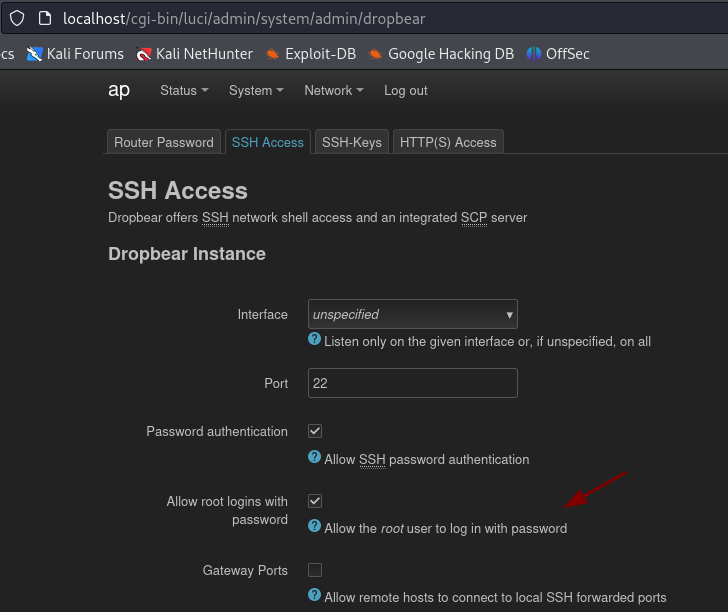 localhost/cgi-bin/luci/admin/system/admin/dropbear
cs Kali Forums Kali NetHunter Exploit-DB Google Hacking DB OffSec
ap Status System Network Log out
Router Password SSH Access SSH-Keys HTTP(S) Access
SSH Access
Dropbear offers SSH network shell access and an integrated SCP server
Dropbear Instance
Interface unspecified
Listen only on the given interface or, if unspecified, on all
Port 22
Password authentication
Allow SSH password authentication
Allow root logins with
password
Allow the root user to log in with password
Gateway Ports
Allow remote hosts to connect to local SSH forwarded ports